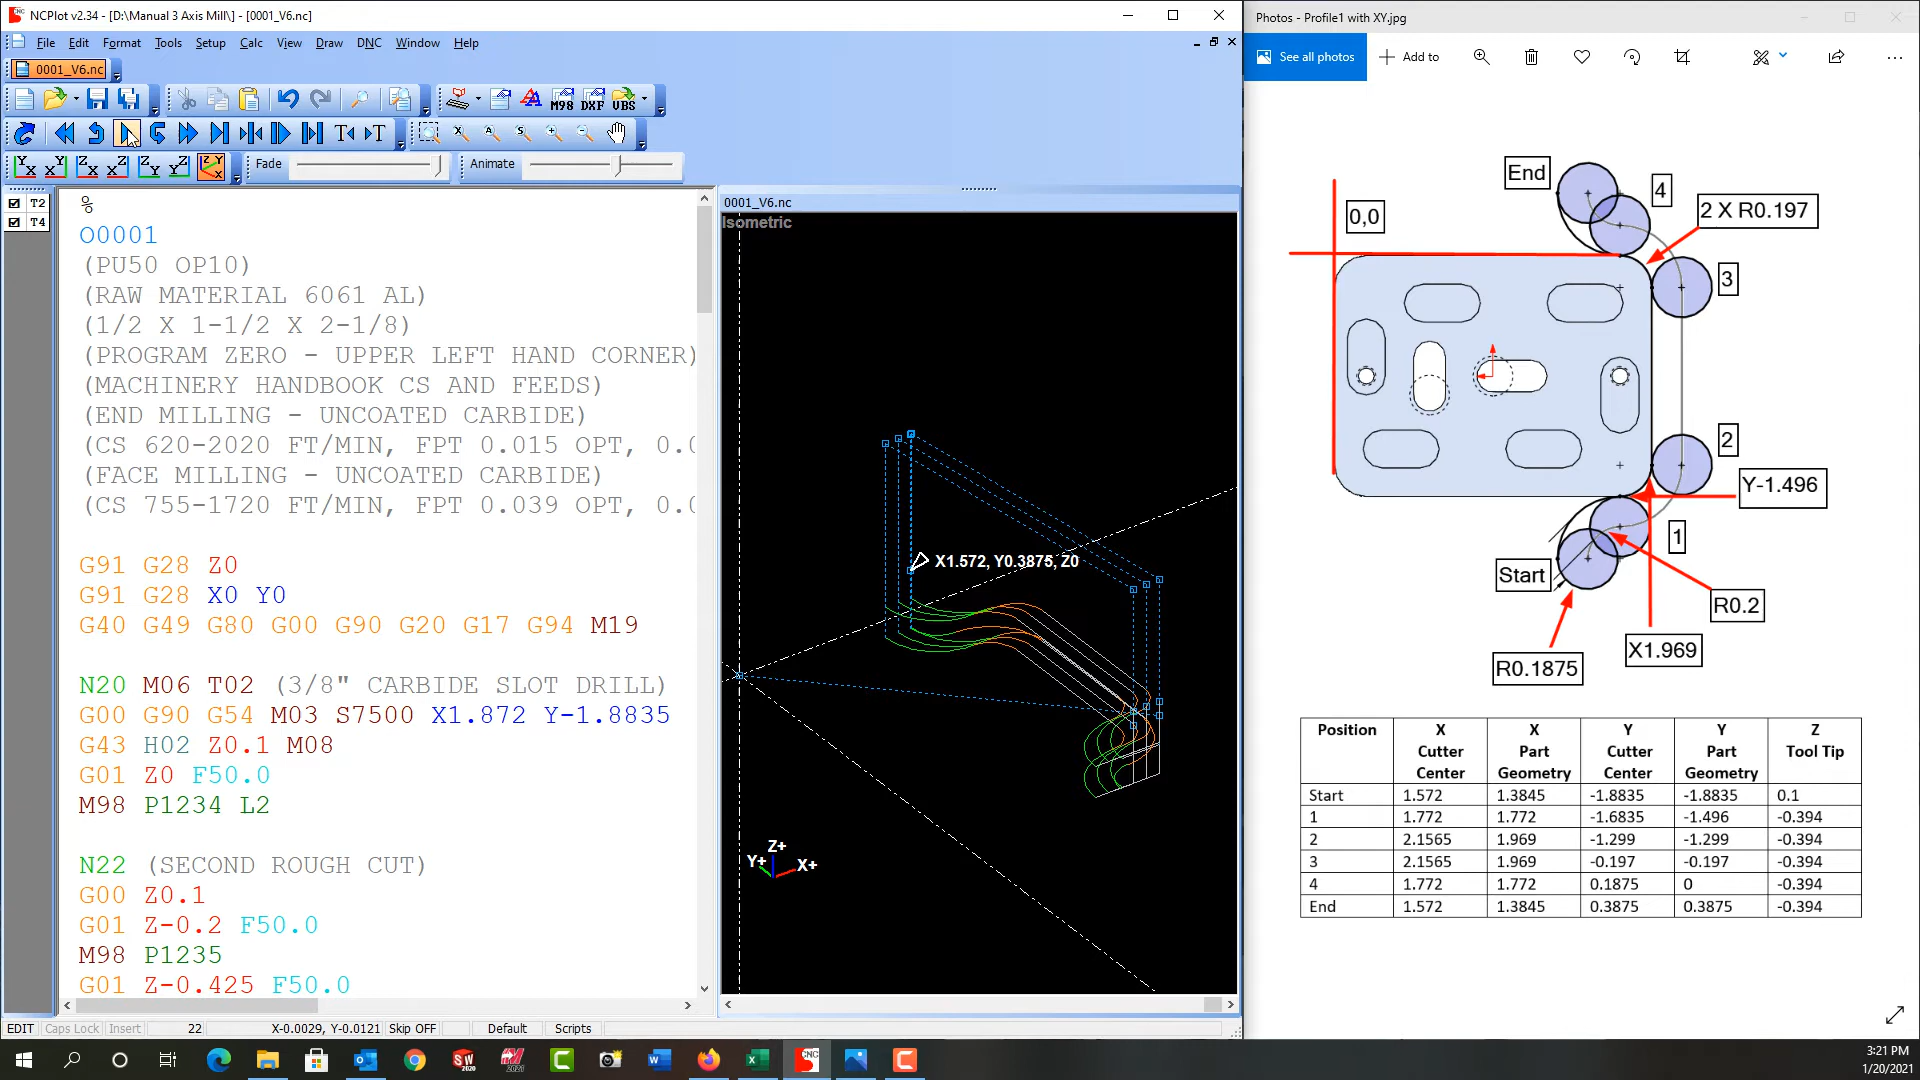 NCPlot v2.34 - [D:\Manual 3 Axis Mill\] - [0001_V6.nc]
File Edit Format Tools Setup Calc View Draw DNC Window Help
0001_V6.nc
M98 DXF VBS
Fade Animate
T2
T4
%
O0001
(PU50 OP10)
(RAW MATERIAL 6061 AL)
(1/2 X 1-1/2 X 2-1/8)
(PROGRAM ZERO - UPPER LEFT HAND CORNER)
(MACHINERY HANDBOOK CS AND FEEDS)
(END MILLING - UNCOATED CARBIDE)
(CS 620-2020 FT/MIN, FPT 0.015 OPT, 0.0
(FACE MILLING - UNCOATED CARBIDE)
(CS 755-1720 FT/MIN, FPT 0.039 OPT, 0.0
G91 G28 Z0
G91 G28 X0 Y0
G40 G49 G80 G00 G90 G20 G17 G94 M19
N20 M06 T02 (3/8" CARBIDE SLOT DRILL)
G00 G90 G54 M03 S7500 X1.872 Y-1.8835
G43 H02 Z0.1 M08
G01 Z0 F50.0
M98 P1234 L2
N22 (SECOND ROUGH CUT)
G00 Z0.1
G01 Z-0.2 F50.0
M98 P1235
G01 Z-0.425 F50.0
0001_V6.nc
Isometric
X1.572, Y0.3875, Z0
Z+
Y+
X+
EDIT Caps Lock Insert 22 X-0.0029, Y-0.0121 Skip OFF Default Scripts
Photos - Profile1 with XY.jpg
See all photos Add to
End
4
2 X R0.197
0,0
3
2
Y-1.496
1
Start
R0.2
X1.969
R0.1875
Position X Cutter Center X Part Geometry Y Cutter Center Y Part Geometry Z Tool Tip
Start 1.572 1.3845 -1.8835 -1.8835 0.1
1 1.772 1.772 -1.6835 -1.496 -0.394
2 2.1565 1.969 -1.299 -1.299 -0.394
3 2.1565 1.969 -0.197 -0.197 -0.394
4 1.772 1.772 0.1875 0 -0.394
End 1.572 1.3845 0.3875 0.3875 -0.394
3:21 PM
1/20/2021